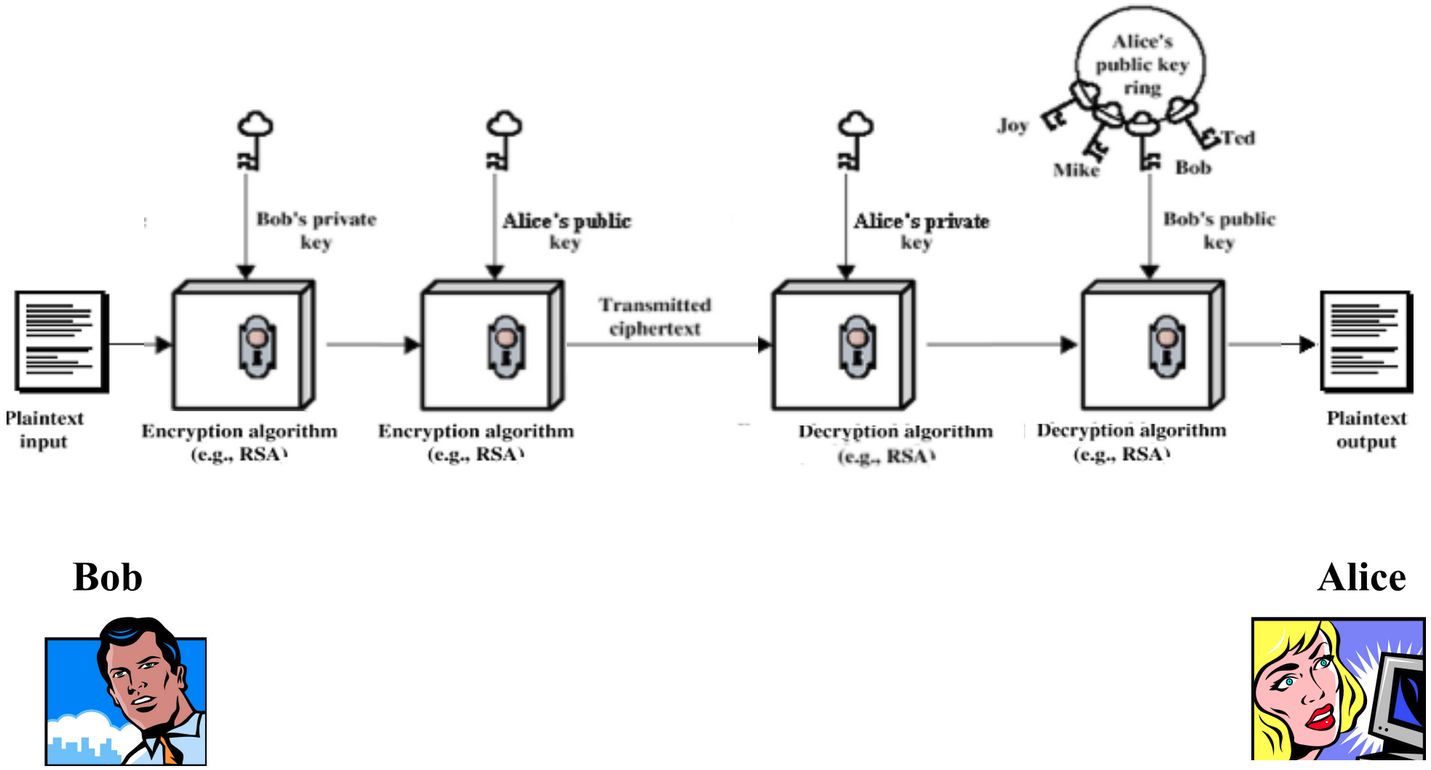 Alice's
public key
ring
Joy
Mike
Bob
Ted
Bob's private
key
Alice's public
key
Alice's private
key
Bob's public
key
Transmitted
ciphertext
Plaintext
input
Encryption algorithm
(e.g., RSA)
Encryption algorithm
(e.g., RSA)
Decryption algorithm
(e.g., RSA)
Decryption algorithm
(e.g., RSA)
Plaintext
output
Bob
Alice